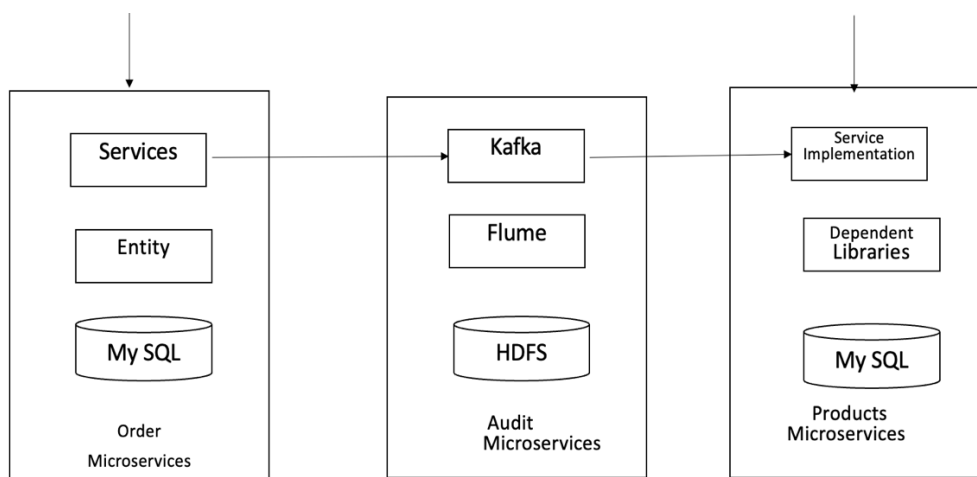 Services
Entity
My SQL
Order
Microservices
Kafka
Flume
HDFS
Audit
Microservices
Service
Implementation
Dependent
Libraries
My SQL
Products
Microservices